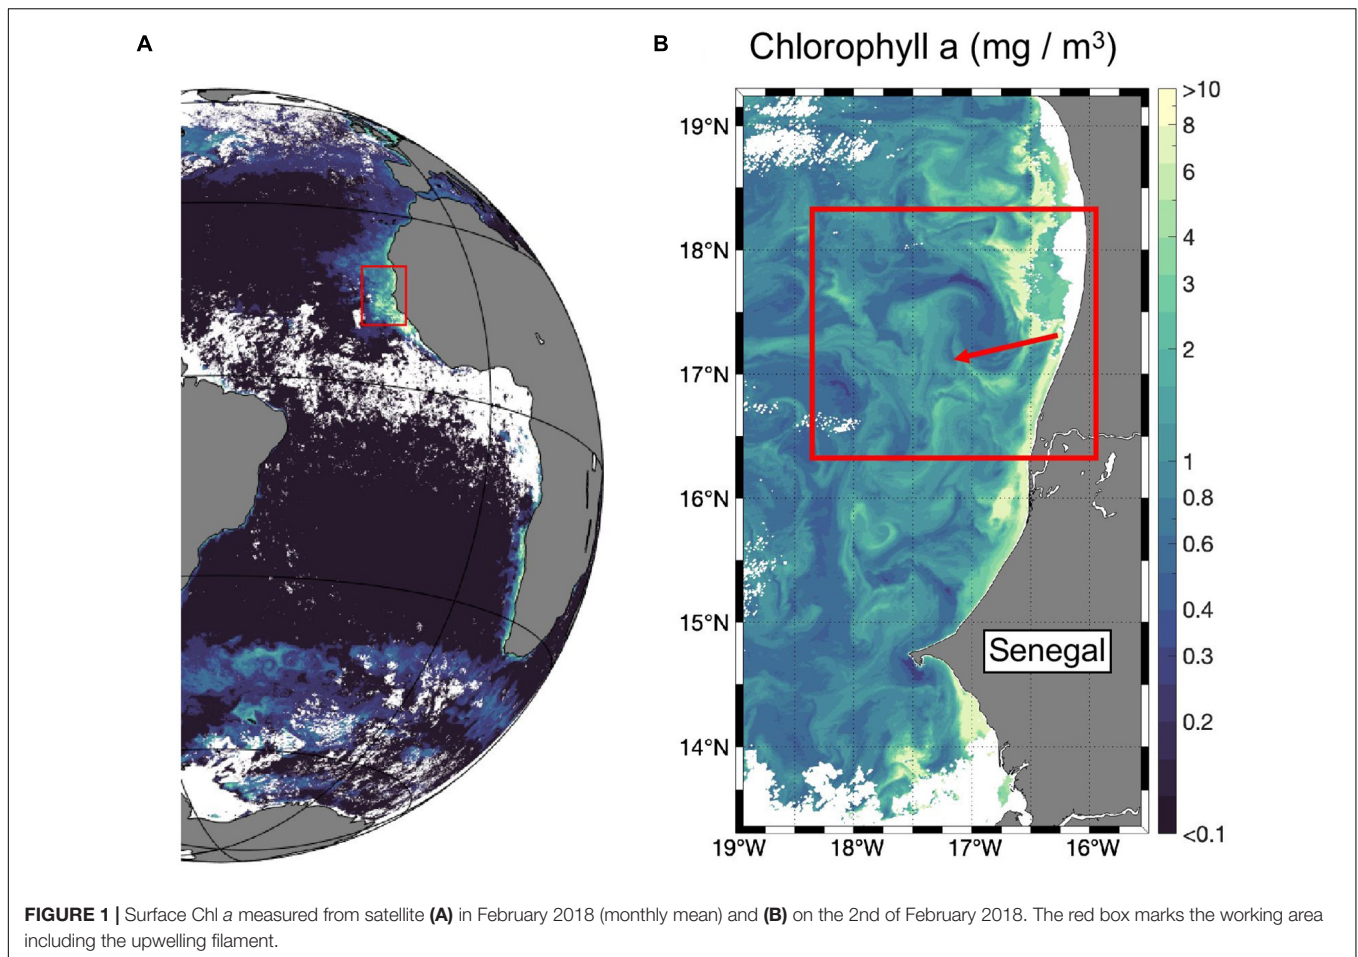 A
B
Chlorophyll a (mg / m³)
19°N
18°N
17°N
16°N
15°N
14°N
19°W
18°W
17°W
16°W
Senegal
>10
8
6
4
3
2
1
0.8
0.6
0.4
0.3
0.2
<0.1
FIGURE 1 | Surface Chl a measured from satellite (A) in February 2018 (monthly mean) and (B) on the 2nd of February 2018. The red box marks the working area
including the upwelling filament.